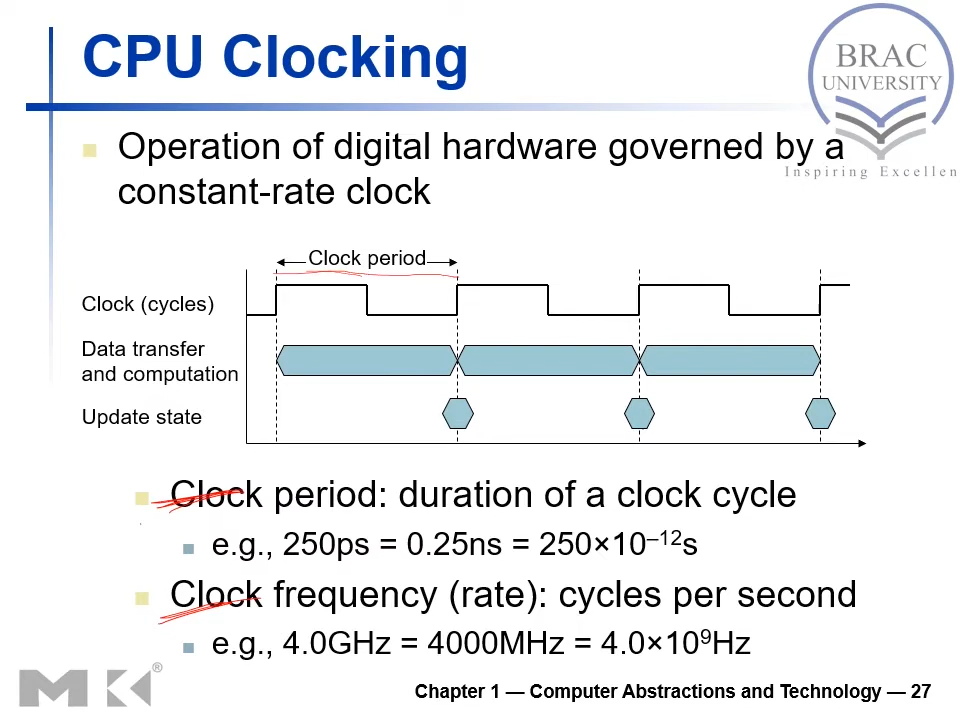 CPU Clocking
BRAC
UNIVERSITY
Inspiring Excellen
Operation of digital hardware governed by a
constant-rate clock
Clock period
Clock (cycles)
Data transfer
and computation
Update state
Clock period: duration of a clock cycle
e.g., 250ps = 0.25ns = 250×10–12s
Clock frequency (rate): cycles per second
e.g., 4.0GHz = 4000MHz = 4.0×109Hz
MK®
Chapter 1 — Computer Abstractions and Technology — 27